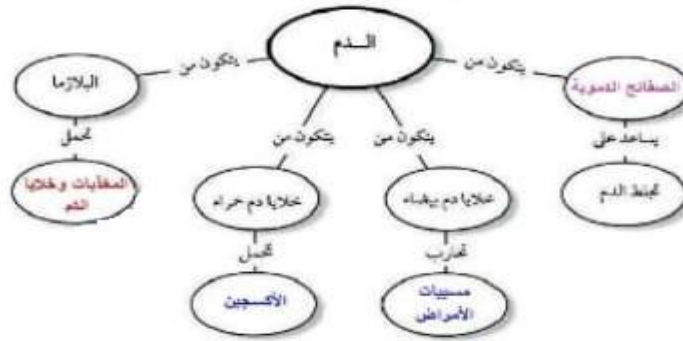 الـدم
يتكون من
يتكون من
يتكون من
يتكون من
الصفائح الدموية
يساعد على
تجلط الدم
خلايا دم بيضاء
تحارب
مسببات
الأمراض
خلايا دم حمراء
تحمل
الأكسجين
البلازما
تحمل
المغذيات وخلايا
الدم